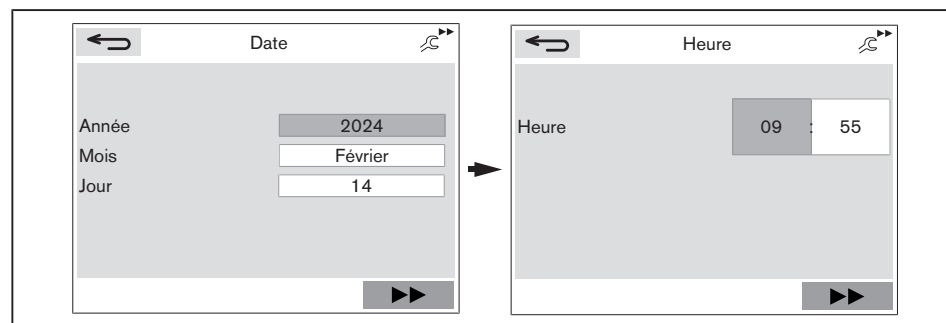 Date
Année 2024
Mois Février
Jour 14
Heure
Heure 09 : 55